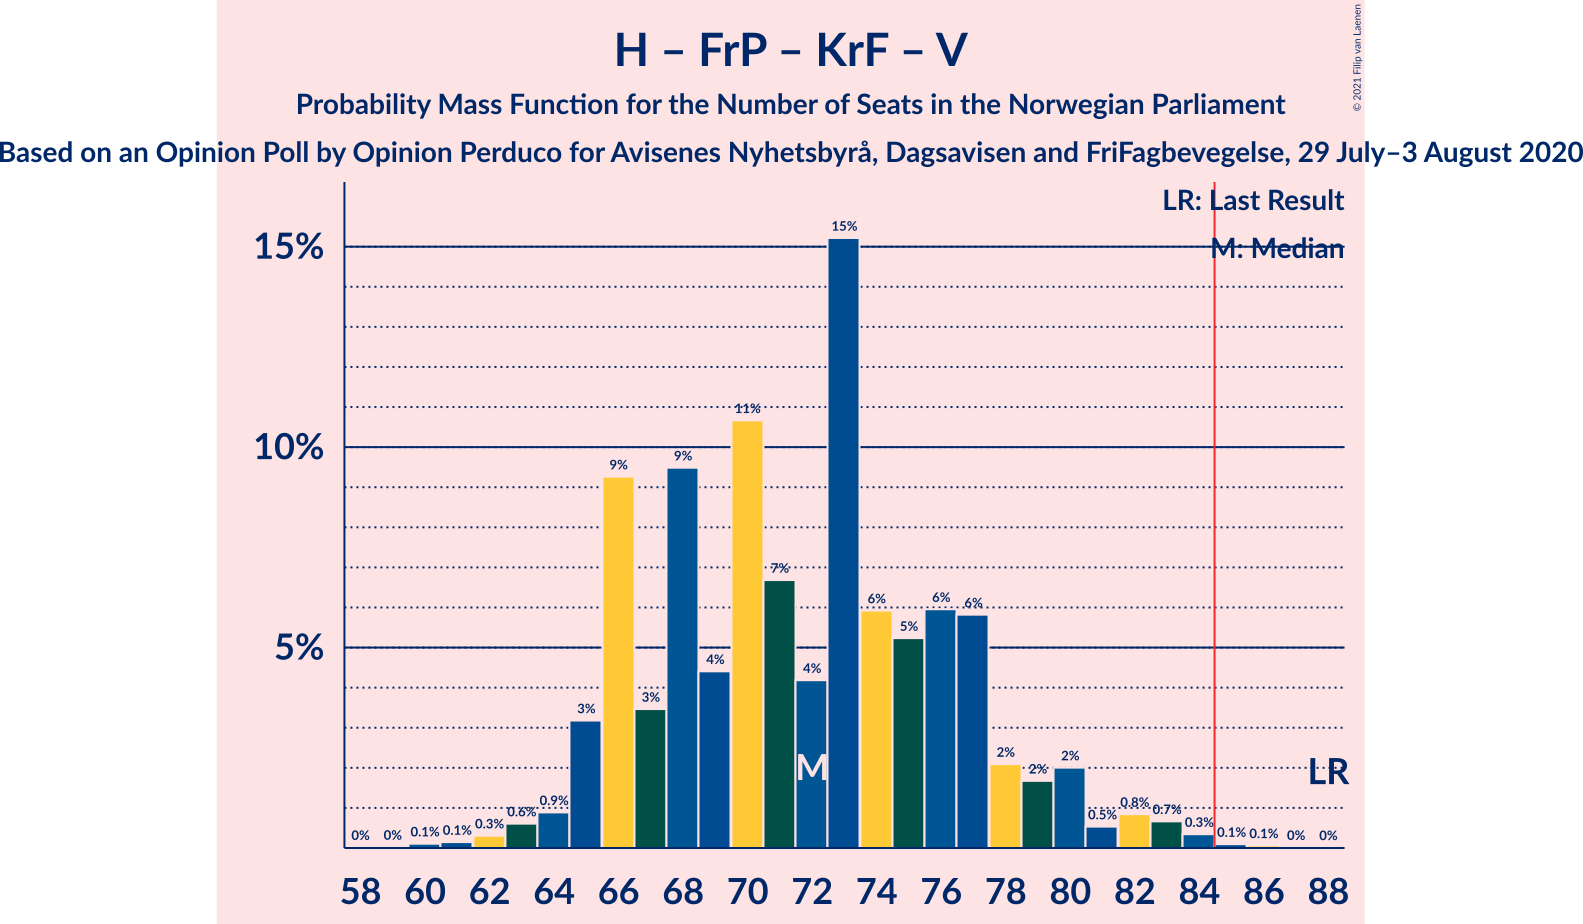 H – FrP – KrF – V
© 2021 Filip van Laenen
Probability Mass Function for the Number of Seats in the Norwegian Parliament
Based on an Opinion Poll by Opinion Perduco for Avisenes Nyhetsbyrå, Dagsavisen and FriFagbevegelse, 29 July–3 August 2020
LR: Last Result
M: Median
15%
10%
5%
0% 0% 0.1% 0.1% 0.3% 0.6% 0.9% 3% 9% 3% 9% 4% 11% 7% 4% 15% 6% 5% 6% 6% 2% 2% 2% 0.5% 0.8% 0.7% 0.3% 0.1% 0.1% 0% 0%
M
LR
58 60 62 64 66 68 70 72 74 76 78 80 82 84 86 88